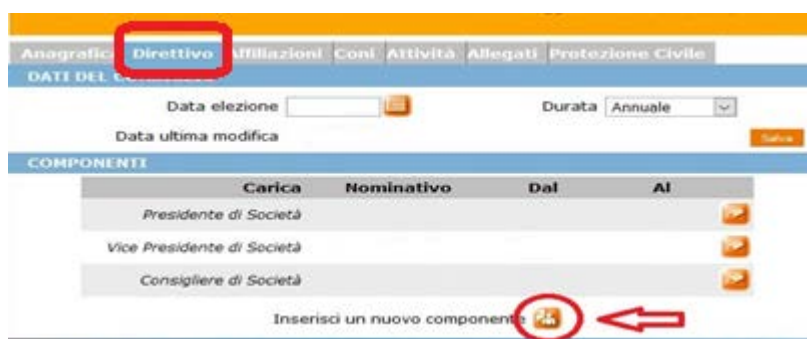 Anagrafica Direttivo Affiliazioni Coni Attività Allegati Protezione Civile
DATI DEL
Data elezione Durata Annuale
Data ultima modifica Salva
COMPONENTI
Carica Nominativo Dal Al
Presidente di Società
Vice Presidente di Società
Consigliere di Società
Inserisci un nuovo componente